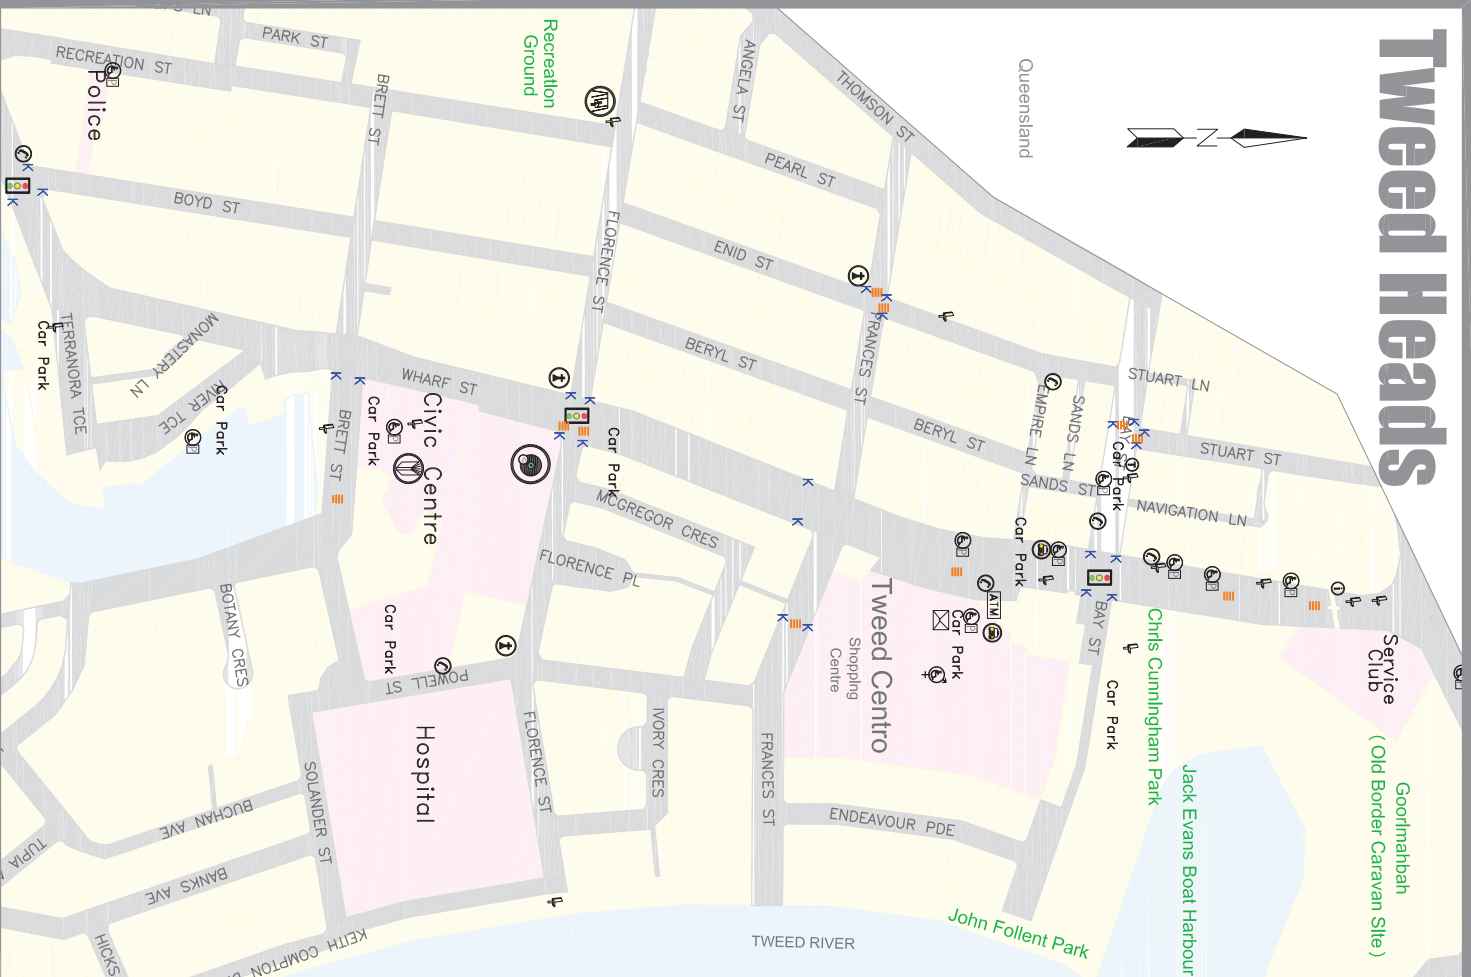 Tweed Heads
N
Queensland
PARK ST
RECREATION ST
Police
BRETT ST
Recreation
Ground
ANGELA ST
THOMSON ST
PEARL ST
BOYD ST
FLORENCE ST
ENID ST
FRANCES ST
BERYL ST
BERYL ST
STUART LN
STUART ST
EMPIRE LN
SANDS LN
BAY ST
SANDS ST
NAVIGATION LN
MONASTERY LN
TERRANORA TCE
Car Park
RIVER TCE
Car Park
WHARF ST
BRETT ST
Car Park
Civic Centre
Car Park
MCGREGOR CRES
FLORENCE PL
Car Park
Car Park
ATM
Car Park
Tweed Centro
Shopping
Centre
BAY ST
Car Park
Chris Cunningham Park
Service
Club
Jack Evans Boat Harbour
Goorimahbah
( Old Border Caravan Site )
BOTANY CRES
Car Park
POWELL ST
Hospital
FLORENCE ST
IVORY CRES
FRANCES ST
ENDEAVOUR PDE
SOLANDER ST
BUCHAN AVE
BANKS AVE
TUPIA
HICKS
KEITH COMPTON
TWEED RIVER
John Follent Park